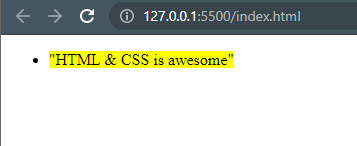 127.0.0.1:5500/index.html
"HTML & CSS is awesome"